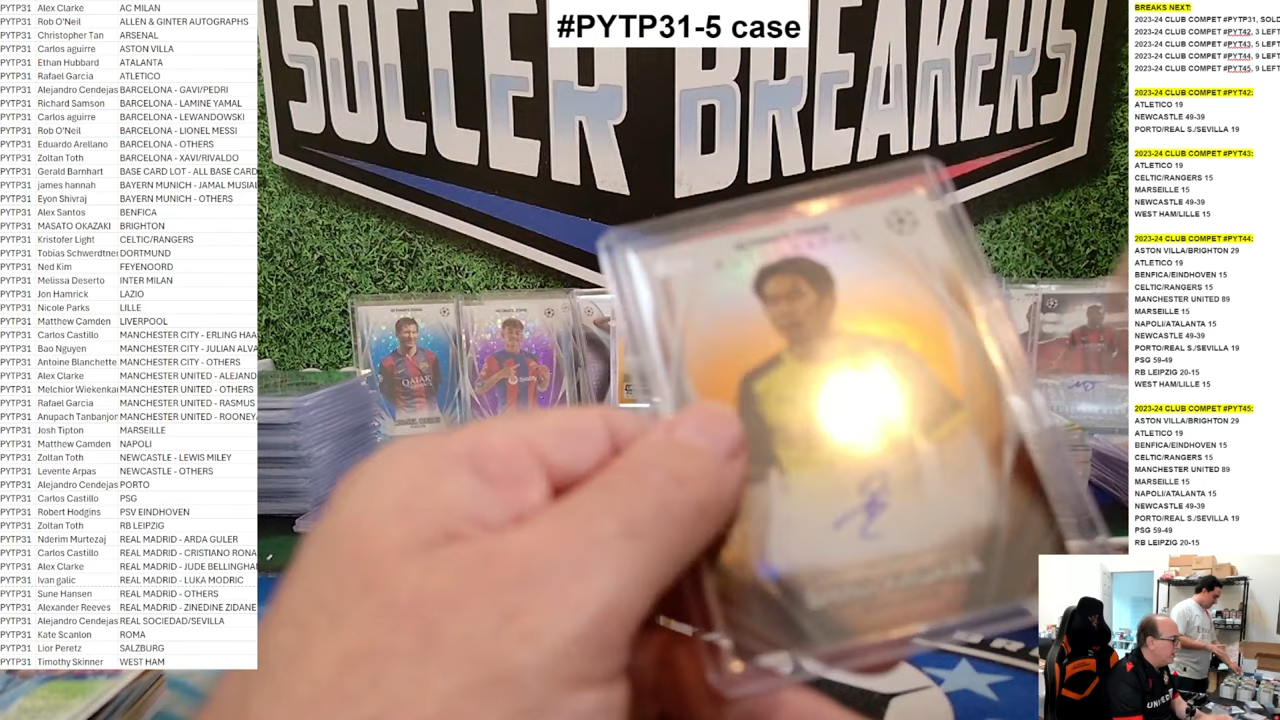 #PYTP31-5 case
SOCCER BREAKERS
PYTP31 Alex Clarke AC MILAN
PYTP31 Rob O'Neil ALLEN & GINTER AUTOGRAPHS
PYTP31 Christopher Tan ARSENAL
PYTP31 Carlos aguirre ASTON VILLA
PYTP31 Ethan Hubbard ATALANTA
PYTP31 Rafael Garcia ATLETICO
PYTP31 Alejandro Cendejas BARCELONA - GAVI/PEDRI
PYTP31 Richard Samson BARCELONA - LAMINE YAMAL
PYTP31 Carlos aguirre BARCELONA - LEWANDOWSKI
PYTP31 Rob O'Neil BARCELONA - LIONEL MESSI
PYTP31 Eduardo Arellano BARCELONA - OTHERS
PYTP31 Zoltan Toth BARCELONA - XAVI/RIVALDO
PYTP31 Gerald Barnhart BASE CARD LOT - ALL BASE CARD
PYTP31 james hannah BAYERN MUNICH - JAMAL MUSIAL
PYTP31 Eyon Shivraj BAYERN MUNICH - OTHERS
PYTP31 Alex Santos BENFICA
PYTP31 MASATO OKAZAKI BRIGHTON
PYTP31 Kristofer Light CELTIC/RANGERS
PYTP31 Tobias Schwerdtner DORTMUND
PYTP31 Ned Kim FEYENOORD
PYTP31 Melissa Deserto INTER MILAN
PYTP31 Jon Hamrick LAZIO
PYTP31 Nicole Parks LILLE
PYTP31 Matthew Camden LIVERPOOL
PYTP31 Carlos Castillo MANCHESTER CITY - ERLING HAA
PYTP31 Bao Nguyen MANCHESTER CITY - JULIAN ALVA
PYTP31 Antoine Blanchette MANCHESTER CITY - OTHERS
PYTP31 Alex Clarke MANCHESTER UNITED - ALEJAND
PYTP31 Melchior Wiekenka MANCHESTER UNITED - OTHERS
PYTP31 Rafael Garcia MANCHESTER UNITED - RASMUS
PYTP31 Anupach Tanbanjon MANCHESTER UNITED - ROONEY
PYTP31 Josh Tipton MARSEILLE
PYTP31 Matthew Camden NAPOLI
PYTP31 Zoltan Toth NEWCASTLE - LEWIS MILEY
PYTP31 Levente Arpas NEWCASTLE - OTHERS
PYTP31 Alejandro Cendejas PORTO
PYTP31 Carlos Castillo PSG
PYTP31 Robert Hodgins PSV EINDHOVEN
PYTP31 Zoltan Toth RB LEIPZIG
PYTP31 Nderim Murtezaj REAL MADRID - ARDA GULER
PYTP31 Carlos Castillo REAL MADRID - CRISTIANO RONA
PYTP31 Alex Clarke REAL MADRID - JUDE BELLINGHA
PYTP31 Ivan galic REAL MADRID - LUKA MODRIC
PYTP31 Sune Hansen REAL MADRID - OTHERS
PYTP31 Alexander Reeves REAL MADRID - ZINEDINE ZIDANE
PYTP31 Alejandro Cendejas REAL SOCIEDAD/SEVILLA
PYTP31 Kate Scanlon ROMA
PYTP31 Lior Peretz SALZBURG
PYTP31 Timothy Skinner WEST HAM
BREAKS NEXT:
2023-24 CLUB COMPET #PYTP31, SOLD
2023-24 CLUB COMPET #PYT42, 3 LEFT
2023-24 CLUB COMPET #PYT43, 5 LEFT
2023-24 CLUB COMPET #PYT44, 9 LEFT
2023-24 CLUB COMPET #PYT45, 9 LEFT
2023-24 CLUB COMPET #PYT42:
ATLETICO 19
NEWCASTLE 49-39
PORTO/REAL S./SEVILLA 19
2023-24 CLUB COMPET #PYT43:
ATLETICO 19
CELTIC/RANGERS 15
MARSEILLE 15
NEWCASTLE 49-39
WEST HAM/LILLE 15
2023-24 CLUB COMPET #PYT44:
ASTON VILLA/BRIGHTON 29
ATLETICO 19
BENFICA/EINDHOVEN 15
CELTIC/RANGERS 15
MANCHESTER UNITED 89
MARSEILLE 15
NAPOLI/ATALANTA 15
NEWCASTLE 49-39
PORTO/REAL S./SEVILLA 19
PSG 59-49
RB LEIPZIG 20-15
WEST HAM/LILLE 15
2023-24 CLUB COMPET #PYT45:
ASTON VILLA/BRIGHTON 29
ATLETICO 19
BENFICA/EINDHOVEN 15
CELTIC/RANGERS 15
MANCHESTER UNITED 89
MARSEILLE 15
NAPOLI/ATALANTA 15
NEWCASTLE 49-39
PORTO/REAL S./SEVILLA 19
PSG 59-49
RB LEIPZIG 20-15